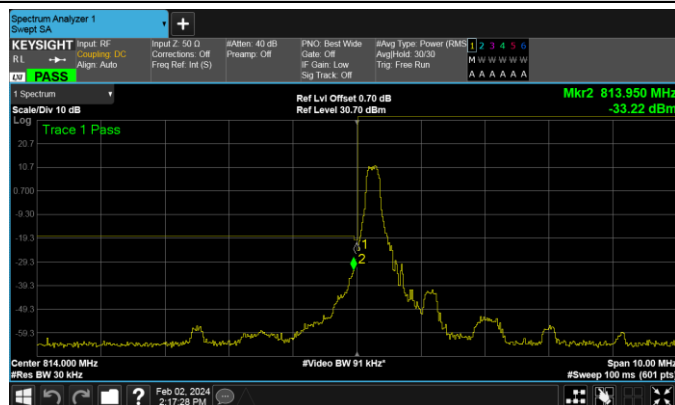 Spectrum Analyzer 1
Swept SA
+
KEYSIGHT Input: RF Input Z: 50 Ω #Atten: 40 dB PNO: Best Wide #Avg Type: Power (RMS) 1 2 3 4 5 6
RL Coupling: DC Corrections: Off Preamp: Off Gate: Off Avg|Hold: 30/30 M W W W W W
Align: Auto Freq Ref: Int (S) IF Gain: Low Trig: Free Run
LXI PASS Sig Track: Off A A A A A A
1 Spectrum
Ref Lvl Offset 0.70 dB Mkr2 813.950 MHz
Scale/Div 10 dB Ref Level 30.70 dBm -33.22 dBm
Log
Trace 1 Pass
20.7
10.7
0.700
-9.30
-19.3
1
-29.3
2
-39.3
-49.3
-59.3
Center 814.000 MHz #Video BW 91 kHz* Span 10.00 MHz
#Res BW 30 kHz #Sweep 100 ms (601 pts)
? Feb 02, 2024
2:17:28 PM